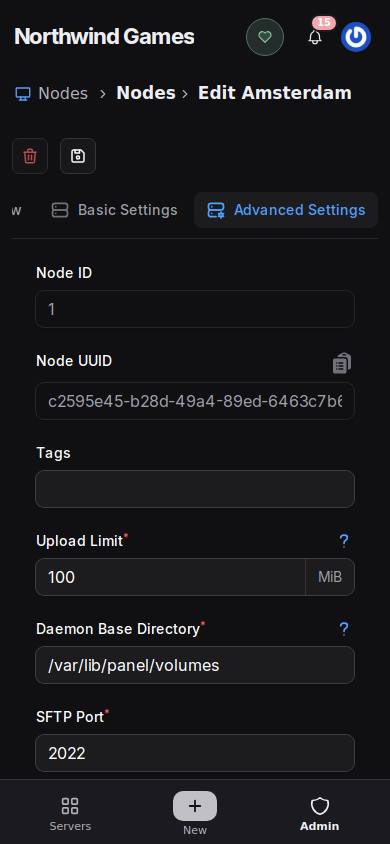 Northwind Games
15
Nodes › Nodes › Edit Amsterdam
w
Basic Settings
Advanced Settings
Node ID
1
Node UUID
c2595e45-b28d-49a4-89ed-6463c7b6
Tags
Upload Limit*
?
100
MiB
Daemon Base Directory*
?
/var/lib/panel/volumes
SFTP Port*
2022
Servers
New
Admin